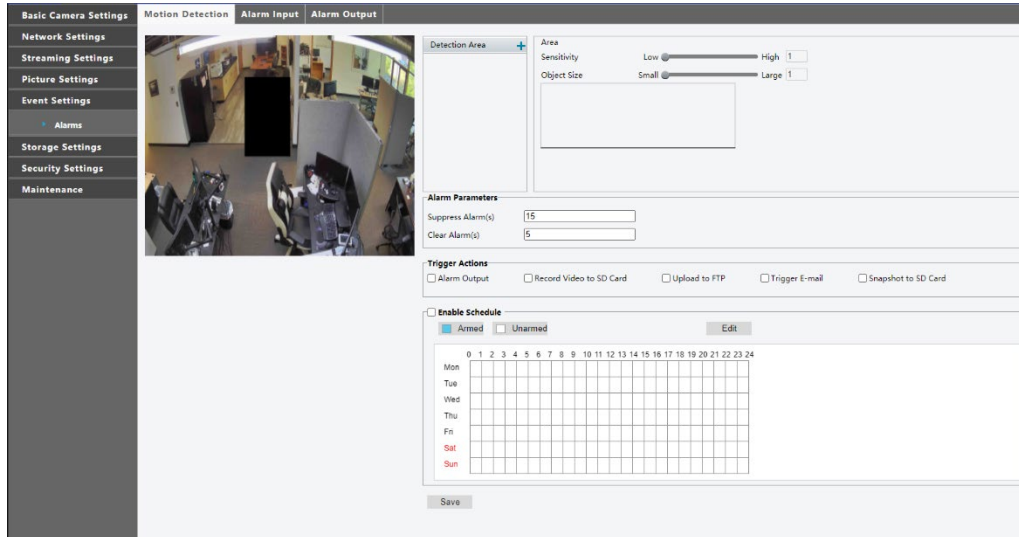 Basic Camera Settings
Network Settings
Streaming Settings
Picture Settings
Event Settings
Alarms
Storage Settings
Security Settings
Maintenance
Motion Detection Alarm Input Alarm Output
Detection Area +
Area
Sensitivity Low High 1
Object Size Small Large 1
Alarm Parameters
Suppress Alarm(s) 15
Clear Alarm(s) 5
Trigger Actions
Alarm Output Record Video to SD Card Upload to FTP Trigger E-mail Snapshot to SD Card
Enable Schedule
Armed Unarmed Edit
0 1 2 3 4 5 6 7 8 9 10 11 12 13 14 15 16 17 18 19 20 21 22 23 24
Mon
Tue
Wed
Thu
Fri
Sat
Sun
Save